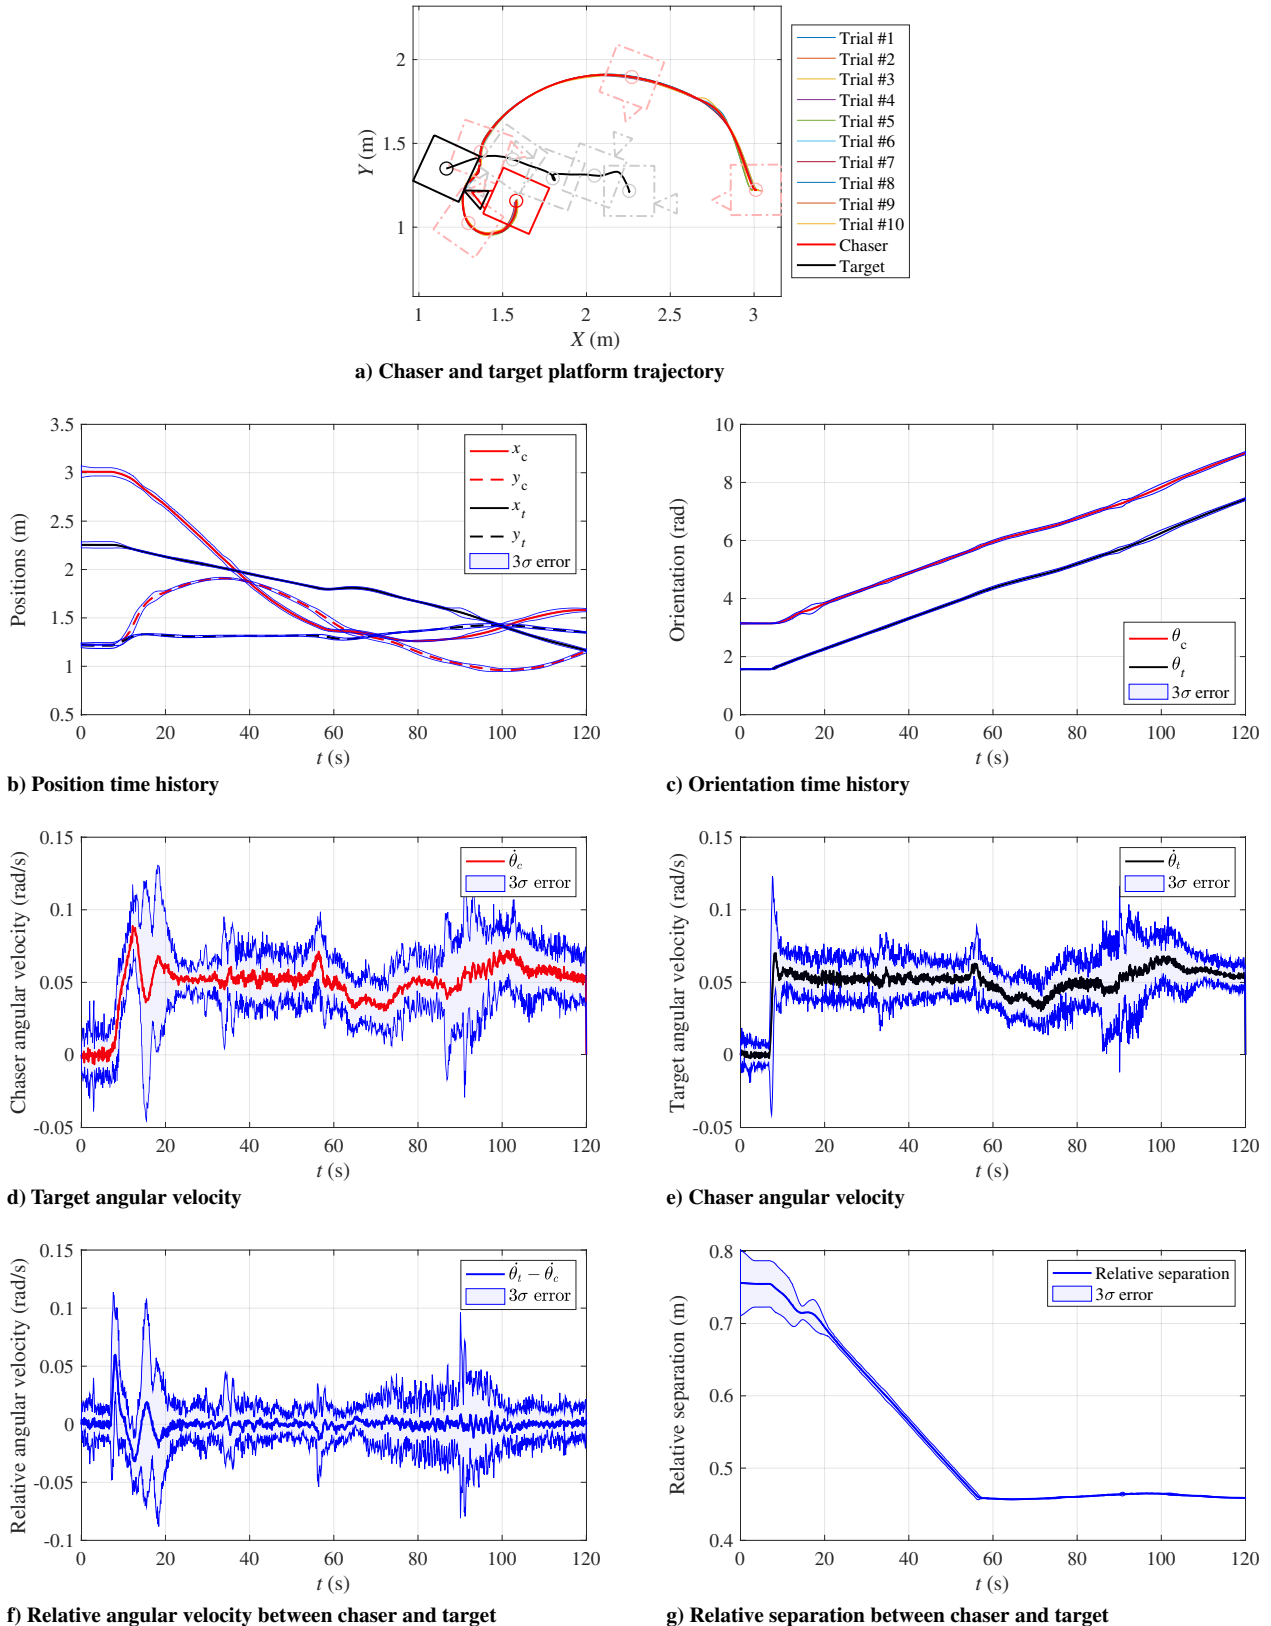 2
1.5
1
Y (m)
1
1.5
2
2.5
3
X (m)
Trial #1
Trial #2
Trial #3
Trial #4
Trial #5
Trial #6
Trial #7
Trial #8
Trial #9
Trial #10
Chaser
Target
a) Chaser and target platform trajectory
3.5
3
2.5
2
1.5
1
0.5
Positions (m)
x_c
y_c
x_t
y_t
3σ error
0 20 40 60 80 100 120
t (s)
b) Position time history
10
8
6
4
2
0
Orientation (rad)
θ_c
θ_t
3σ error
0 20 40 60 80 100 120
t (s)
c) Orientation time history
0.15
0.1
0.05
0
-0.05
Chaser angular velocity (rad/s)
θ̇_c
3σ error
0 20 40 60 80 100 120
t (s)
d) Target angular velocity
0.15
0.1
0.05
0
-0.05
Target angular velocity (rad/s)
θ̇_t
3σ error
0 20 40 60 80 100 120
t (s)
e) Chaser angular velocity
0.15
0.1
0.05
0
-0.05
-0.1
Relative angular velocity (rad/s)
θ̇_t − θ̇_c
3σ error
0 20 40 60 80 100 120
t (s)
f) Relative angular velocity between chaser and target
0.8
0.7
0.6
0.5
0.4
Relative separation (m)
Relative separation
3σ error
0 20 40 60 80 100 120
t (s)
g) Relative separation between chaser and target